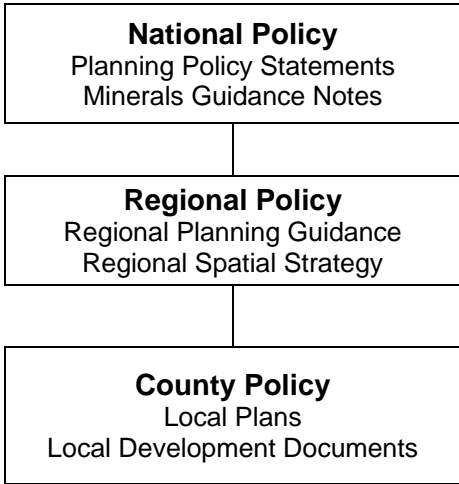 National Policy
Planning Policy Statements
Minerals Guidance Notes
Regional Policy
Regional Planning Guidance
Regional Spatial Strategy
County Policy
Local Plans
Local Development Documents